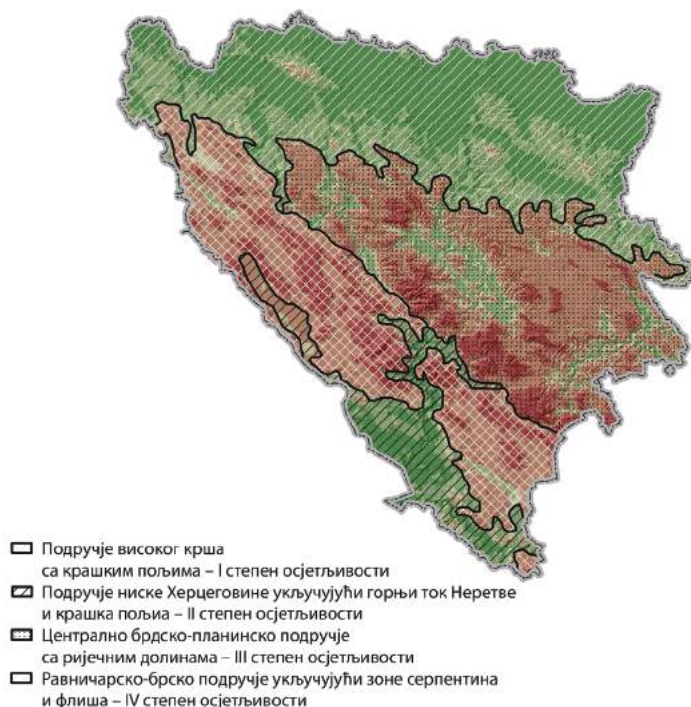 Подручје високог крша
са крашким пољима – I степен осјетљивости
Подручје ниске Херцеговине укључујући горњи ток Неретве
и крашка пољиа – II степен осјетљивости
Централно брдско-планинско подручје
са ријечним долинама – III степен осјетљивости
Равничарско-брско подручје укључујући зоне серпентина
и флиша – IV степен осјетљивости